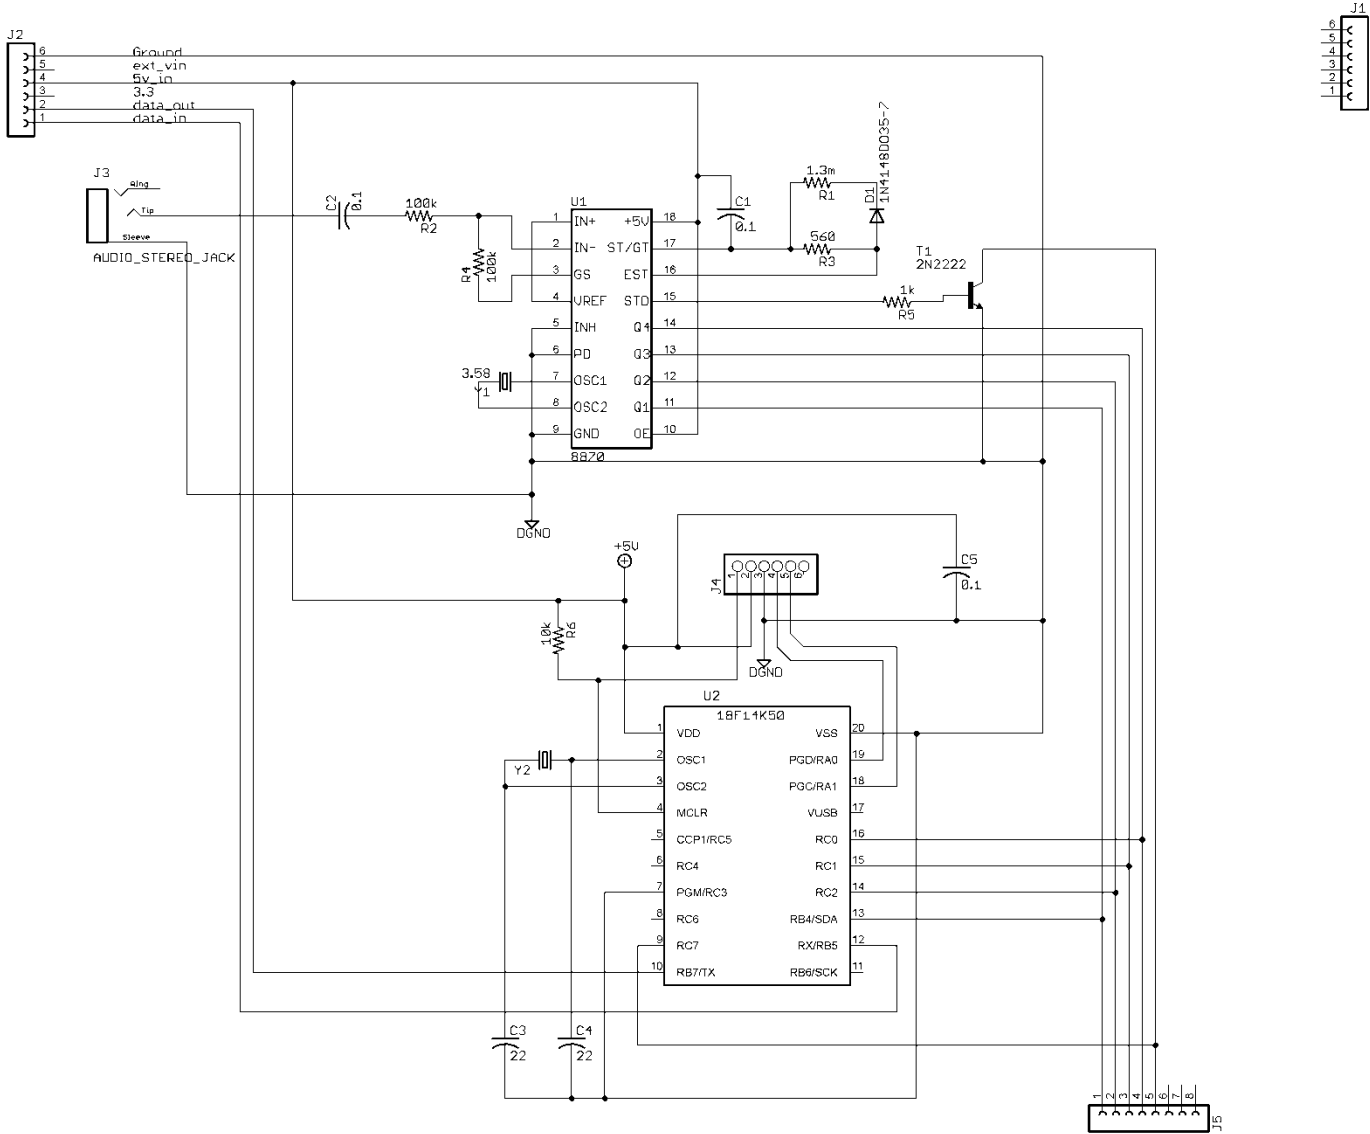 J2
6 Ground
5 ext_vin
4 5v_in
3 3.3
2 data_out
1 data_in
J1
6
5
4
3
2
1
J3
Ring
Tip
Sleeve
AUDIO_STEREO_JACK
C2
0.1
100k
R2
R4
100k
U1
1 IN+ +5V 18
2 IN- ST/GT 17
3 GS EST 16
4 VREF STD 15
5 INH Q4 14
6 PD Q3 13
7 OSC1 Q2 12
8 OSC2 Q1 11
9 GND OE 10
8870
3.58
Y1
C1
0.1
1.3m
R1
D1
1N4148DO35-7
560
R3
1k
R5
T1
2N2222
DGND
+5V
10k
R6
J4
1 2 3 4 5 6
DGND
C5
0.1
U2
18F14K50
1 VDD VSS 20
2 OSC1 PGD/RA0 19
3 OSC2 PGC/RA1 18
4 MCLR VUSB 17
5 CCP1/RC5 RC0 16
6 RC4 RC1 15
7 PGM/RC3 RC2 14
8 RC6 RB4/SDA 13
9 RC7 RX/RB5 12
10 RB7/TX RB6/SCK 11
Y2
C3
22
C4
22
1 2 3 4 5 6 7 8
J5